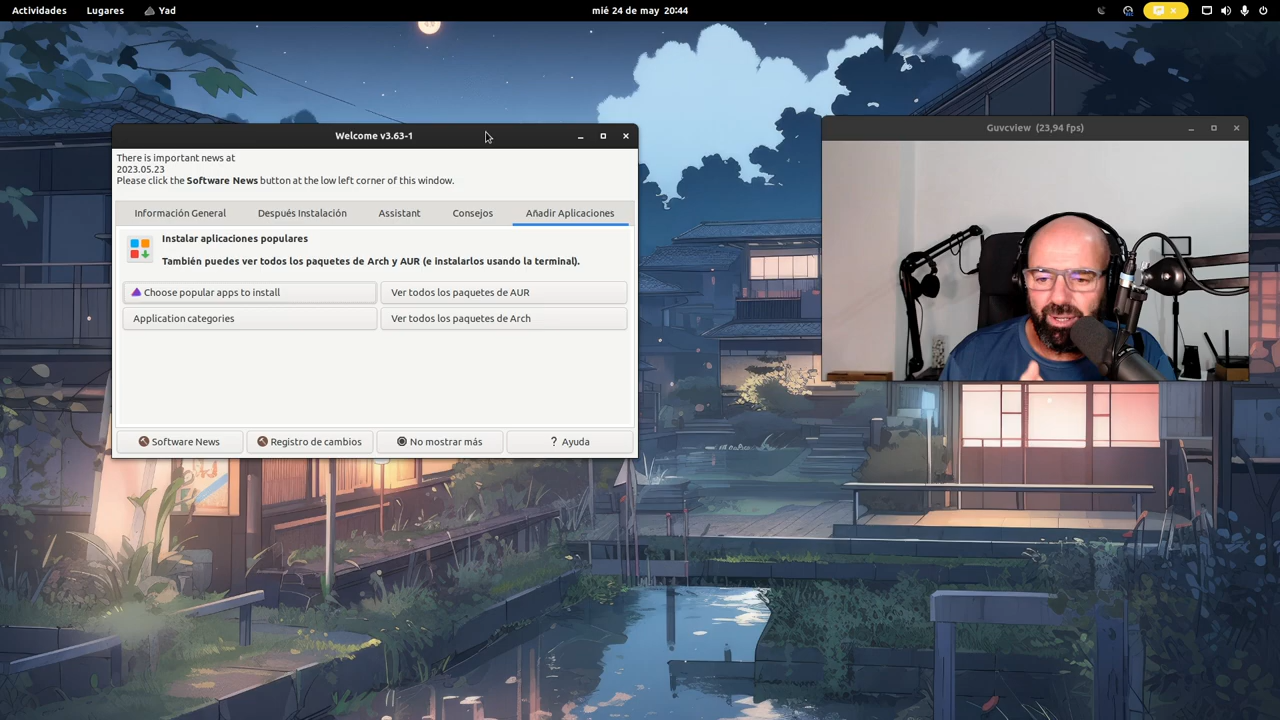 Actividades Lugares Yad mié 24 de may 20:44
Welcome v3.63-1
Guvcview (23,94 fps)
There is important news at
2023.05.23
Please click the Software News button at the low left corner of this window.
Información General Después Instalación Assistant Consejos Añadir Aplicaciones
Instalar aplicaciones populares
También puedes ver todos los paquetes de Arch y AUR (e instalarlos usando la terminal).
Choose popular apps to install Ver todos los paquetes de AUR
Application categories Ver todos los paquetes de Arch
Software News Registro de cambios No mostrar más ? Ayuda